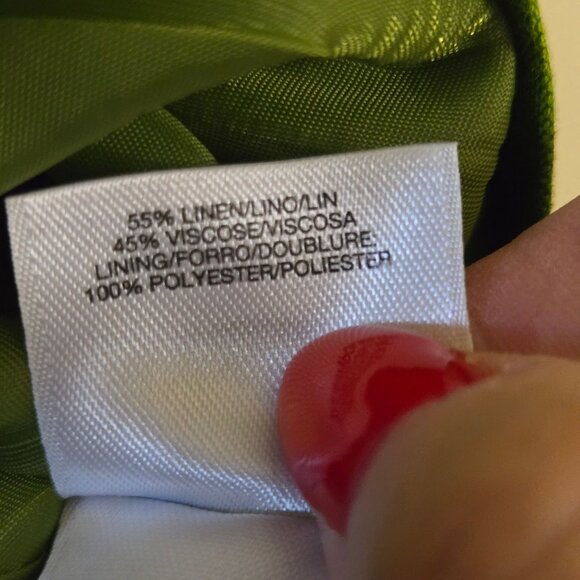 55% LINEN/LINO/LIN
45% VISCOSE/VISCOSA
LINING/FORRO/DOUBLURE:
100% POLYESTER/POLIESTER